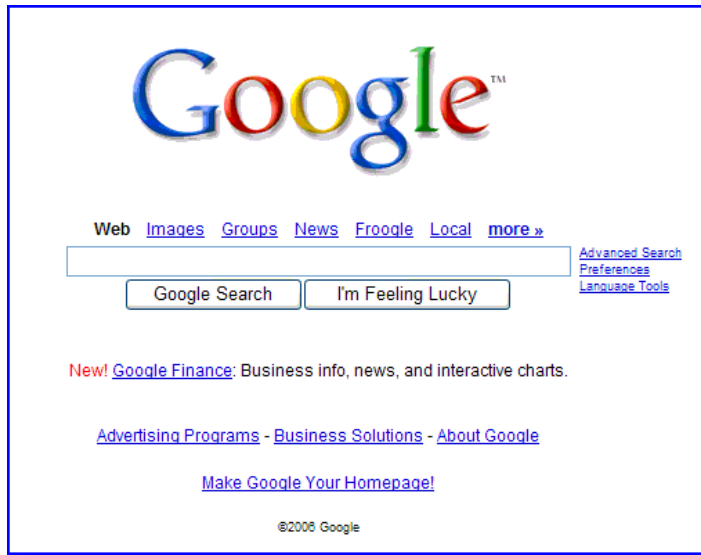 Google™
Web Images Groups News Froogle Local more »
Advanced Search
Preferences
Language Tools
Google Search I'm Feeling Lucky
New! Google Finance: Business info, news, and interactive charts.
Advertising Programs - Business Solutions - About Google
Make Google Your Homepage!
©2006 Google